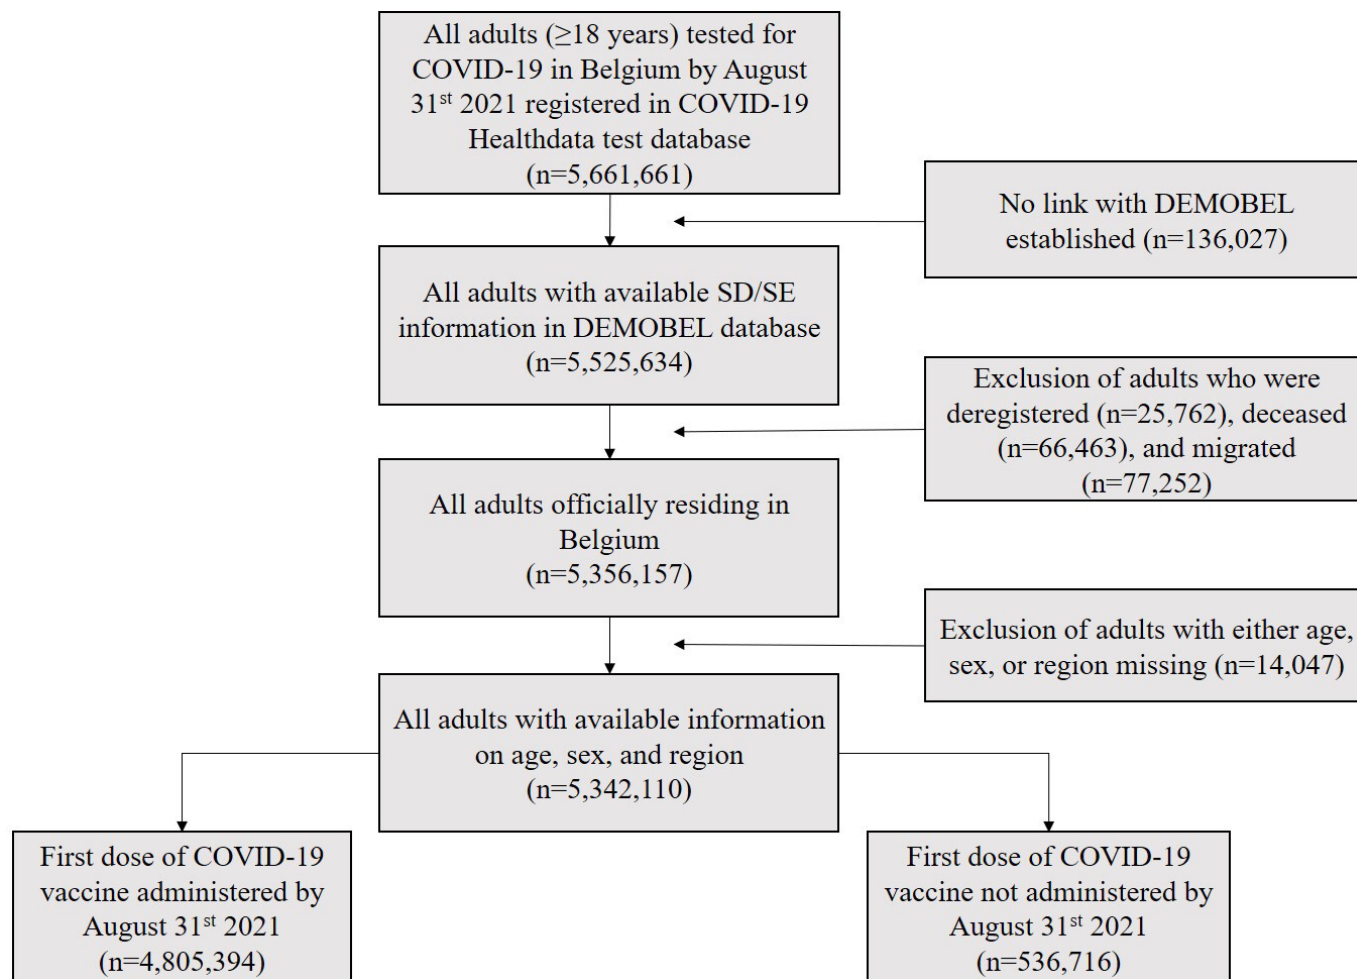 All adults (≥18 years) tested for
COVID-19 in Belgium by August
31st 2021 registered in COVID-19
Healthdata test database
(n=5,661,661)
No link with DEMOBEL
established (n=136,027)
All adults with available SD/SE
information in DEMOBEL database
(n=5,525,634)
Exclusion of adults who were
deregistered (n=25,762), deceased
(n=66,463), and migrated
(n=77,252)
All adults officially residing in
Belgium
(n=5,356,157)
Exclusion of adults with either age,
sex, or region missing (n=14,047)
All adults with available information
on age, sex, and region
(n=5,342,110)
First dose of COVID-19
vaccine administered by
August 31st 2021
(n=4,805,394)
First dose of COVID-19
vaccine not administered by
August 31st 2021
(n=536,716)